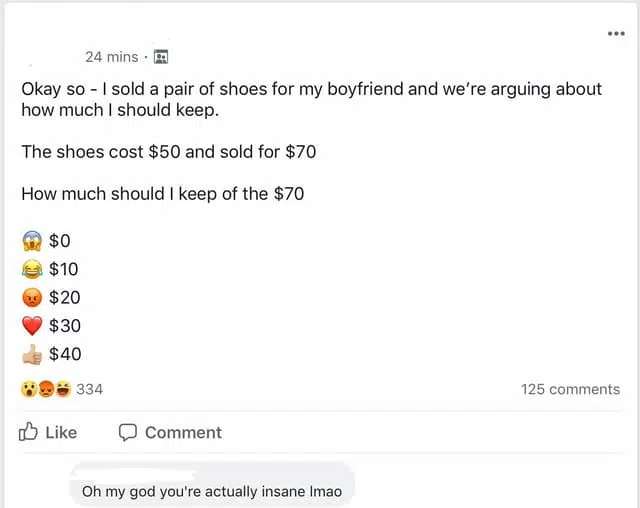 24 mins ·
Okay so - I sold a pair of shoes for my boyfriend and we're arguing about
how much I should keep.
The shoes cost $50 and sold for $70
How much should I keep of the $70
😱 $0
😂 $10
😡 $20
❤️ $30
👍🏼 $40
334
125 comments
Like
Comment
Oh my god you're actually insane lmao